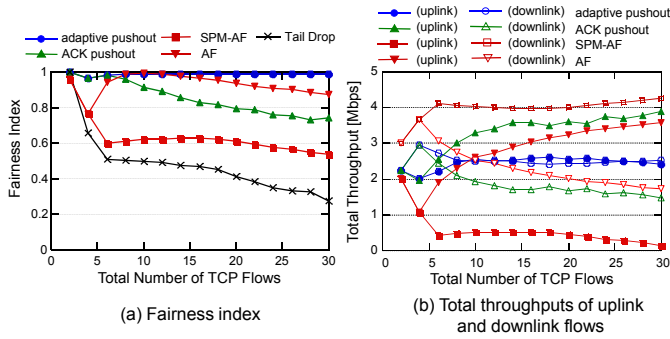 adaptive pushout
SPM-AF
Tail Drop
ACK pushout
AF
Fairness Index
1
0.8
0.6
0.4
0.2
0
0 5 10 15 20 25 30
Total Number of TCP Flows
(a) Fairness index
(uplink) (downlink) adaptive pushout
(uplink) (downlink) ACK pushout
(uplink) (downlink) SPM-AF
(uplink) (downlink) AF
Total Throughput [Mbps]
5
4
3
2
1
0
0 5 10 15 20 25 30
Total Number of TCP Flows
(b) Total throughputs of uplink
and downlink flows